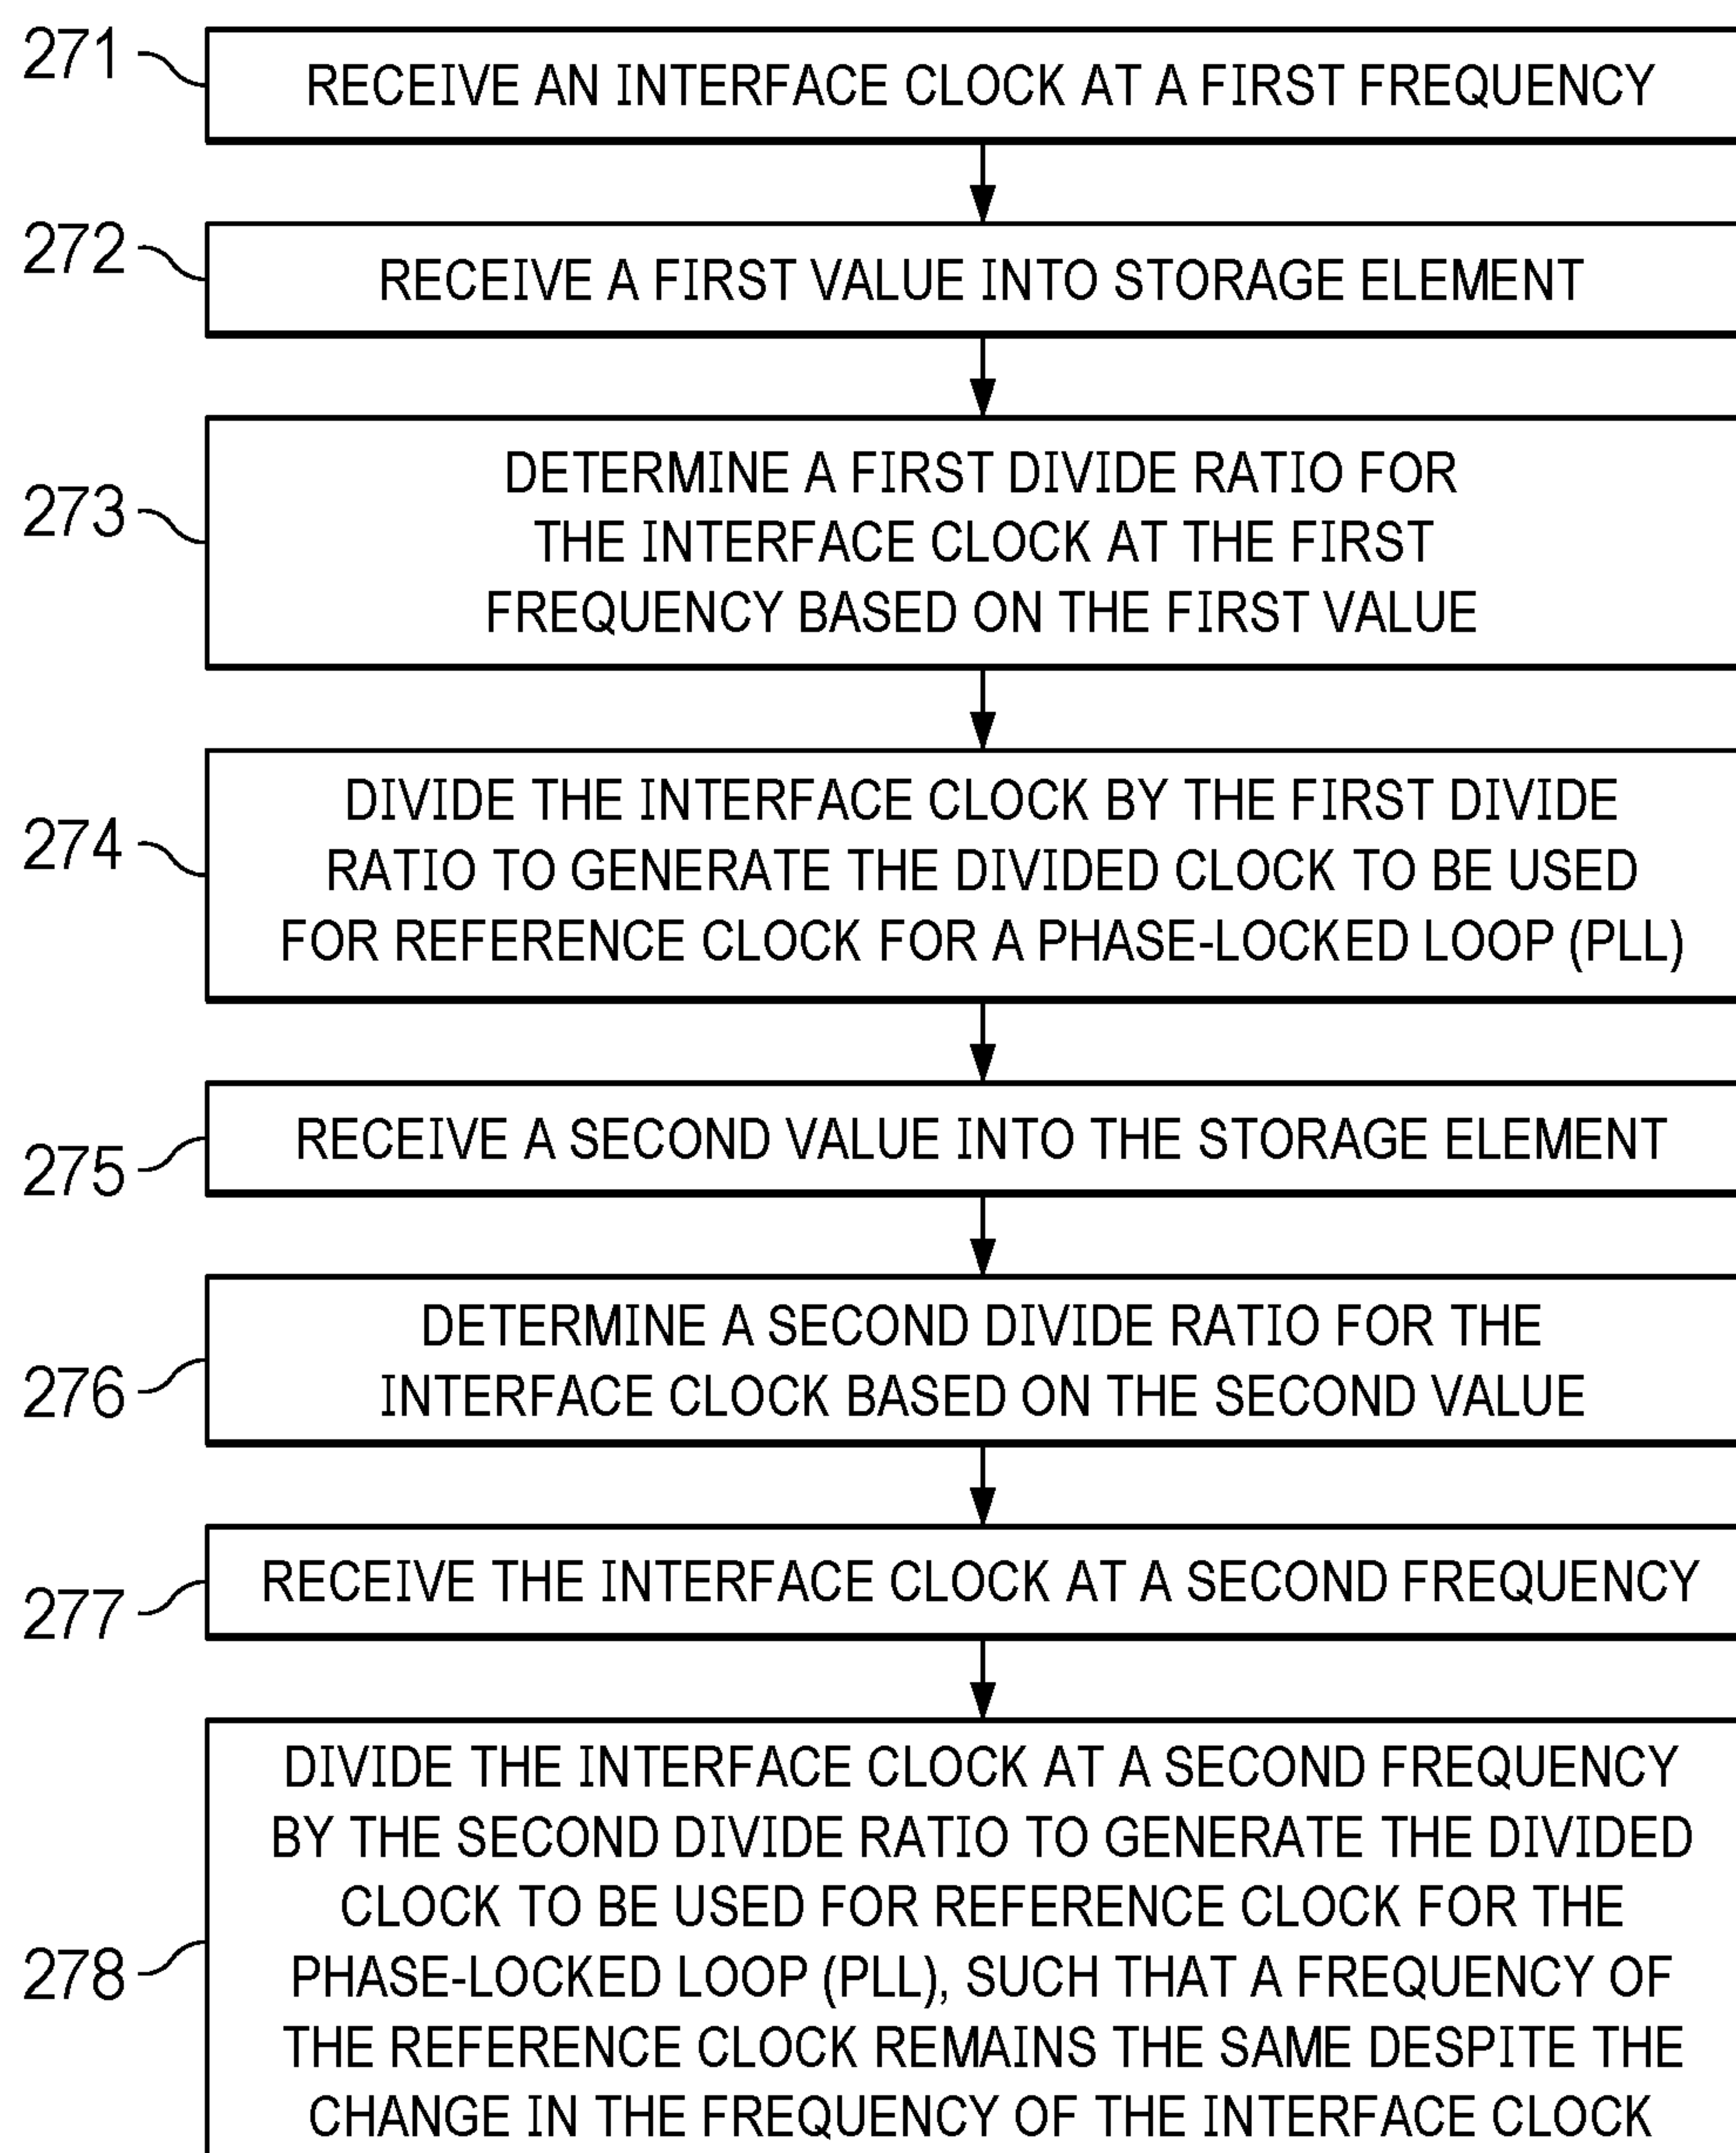 271
RECEIVE AN INTERFACE CLOCK AT A FIRST FREQUENCY
272
RECEIVE A FIRST VALUE INTO STORAGE ELEMENT
273
DETERMINE A FIRST DIVIDE RATIO FOR
THE INTERFACE CLOCK AT THE FIRST
FREQUENCY BASED ON THE FIRST VALUE
274
DIVIDE THE INTERFACE CLOCK BY THE FIRST DIVIDE
RATIO TO GENERATE THE DIVIDED CLOCK TO BE USED
FOR REFERENCE CLOCK FOR A PHASE-LOCKED LOOP (PLL)
275
RECEIVE A SECOND VALUE INTO THE STORAGE ELEMENT
276
DETERMINE A SECOND DIVIDE RATIO FOR THE
INTERFACE CLOCK BASED ON THE SECOND VALUE
277
RECEIVE THE INTERFACE CLOCK AT A SECOND FREQUENCY
278
DIVIDE THE INTERFACE CLOCK AT A SECOND FREQUENCY
BY THE SECOND DIVIDE RATIO TO GENERATE THE DIVIDED
CLOCK TO BE USED FOR REFERENCE CLOCK FOR THE
PHASE-LOCKED LOOP (PLL), SUCH THAT A FREQUENCY OF
THE REFERENCE CLOCK REMAINS THE SAME DESPITE THE
CHANGE IN THE FREQUENCY OF THE INTERFACE CLOCK